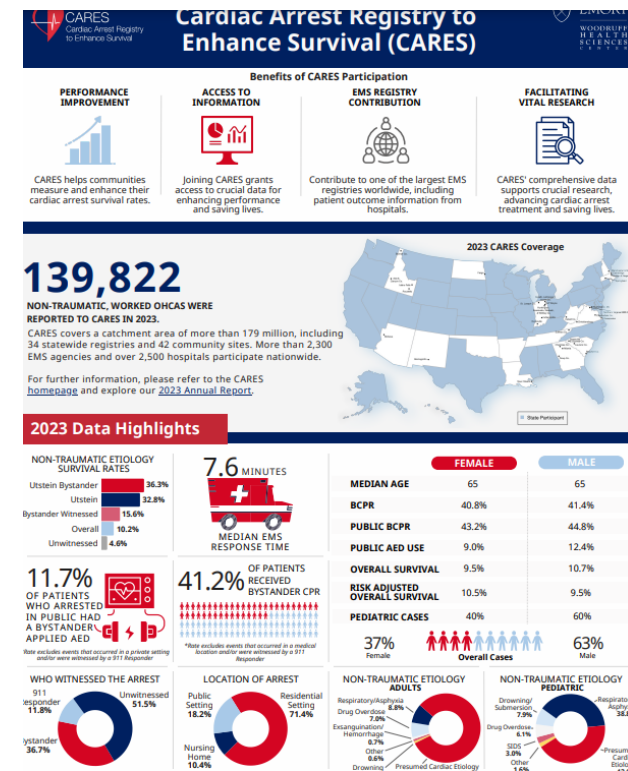 CARES
Cardiac Arrest Registry
to Enhance Survival
Cardiac Arrest Registry to
Enhance Survival (CARES)
EMORY
WOODRUFF
HEALTH
SCIENCES
CENTER
Benefits of CARES Participation
PERFORMANCE
IMPROVEMENT
CARES helps communities
measure and enhance their
cardiac arrest survival rates.
ACCESS TO
INFORMATION
Joining CARES grants
access to crucial data for
enhancing performance
and saving lives.
EMS REGISTRY
CONTRIBUTION
Contribute to one of the largest EMS
registries worldwide, including
patient outcome information from
hospitals.
FACILITATING
VITAL RESEARCH
CARES' comprehensive data
supports crucial research,
advancing cardiac arrest
treatment and saving lives.
139,822
NON-TRAUMATIC, WORKED OHCAS WERE
REPORTED TO CARES IN 2023.
CARES covers a catchment area of more than 179 million, including
34 statewide registries and 42 community sites. More than 2,300
EMS agencies and over 2,500 hospitals participate nationwide.
For further information, please refer to the CARES
homepage and explore our 2023 Annual Report.
2023 CARES Coverage
State Participant
2023 Data Highlights
NON-TRAUMATIC ETIOLOGY
SURVIVAL RATES
Utstein Bystander 36.3%
Utstein 32.8%
Bystander Witnessed 15.6%
Overall 10.2%
Unwitnessed 4.6%
7.6 MINUTES
MEDIAN EMS
RESPONSE TIME
11.7%
OF PATIENTS
WHO ARRESTED
IN PUBLIC HAD
A BYSTANDER
APPLIED AED
*Rate excludes events that occurred in a private setting
and/or were witnessed by a 911 Responder
41.2% OF PATIENTS
RECEIVED
BYSTANDER CPR
*Rate excludes events that occurred in a medical
location and/or were witnessed by a 911
Responder
FEMALE MALE
MEDIAN AGE 65 65
BCPR 40.8% 41.4%
PUBLIC BCPR 43.2% 44.8%
PUBLIC AED USE 9.0% 12.4%
OVERALL SURVIVAL 9.5% 10.7%
RISK ADJUSTED
OVERALL SURVIVAL 10.5% 9.5%
PEDIATRIC CASES 40% 60%
37%
Female
Overall Cases
63%
Male
WHO WITNESSED THE ARREST
911
Responder
11.8%
Unwitnessed
51.5%
Bystander
36.7%
LOCATION OF ARREST
Public
Setting
18.2%
Residential
Setting
71.4%
Nursing
Home
10.4%
NON-TRAUMATIC ETIOLOGY
ADULTS
Respiratory/Asphyxia
8.8%
Drug Overdose
7.0%
Exsanguination/
Hemorrhage
0.7%
Other
0.6%
Drowning
Presumed Cardiac Etiology
NON-TRAUMATIC ETIOLOGY
PEDIATRIC
Drowning/
Submersion
7.9%
Drug Overdose
6.1%
SIDS
3.0%
Other
1.6%